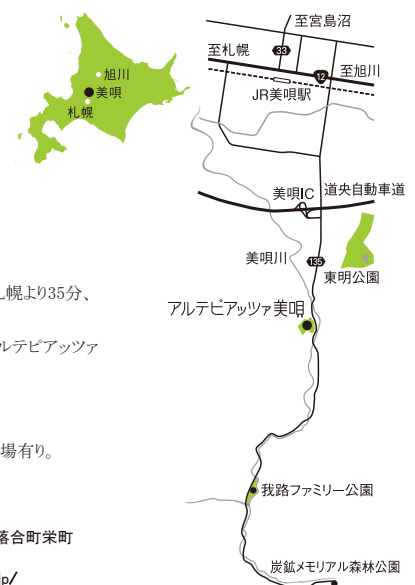 旭川
美唄
札幌
至宮島沼
至札幌
33
12
至旭川
JR美唄駅
美唄IC
道央自動車道
美唄川
135
東明公園
アルテピアッツァ美唄
我路ファミリー公園
炭鉱メモリアル森林公園
札幌より35分、
ルテピアッツァ
場有り。
落合町栄町
jp/